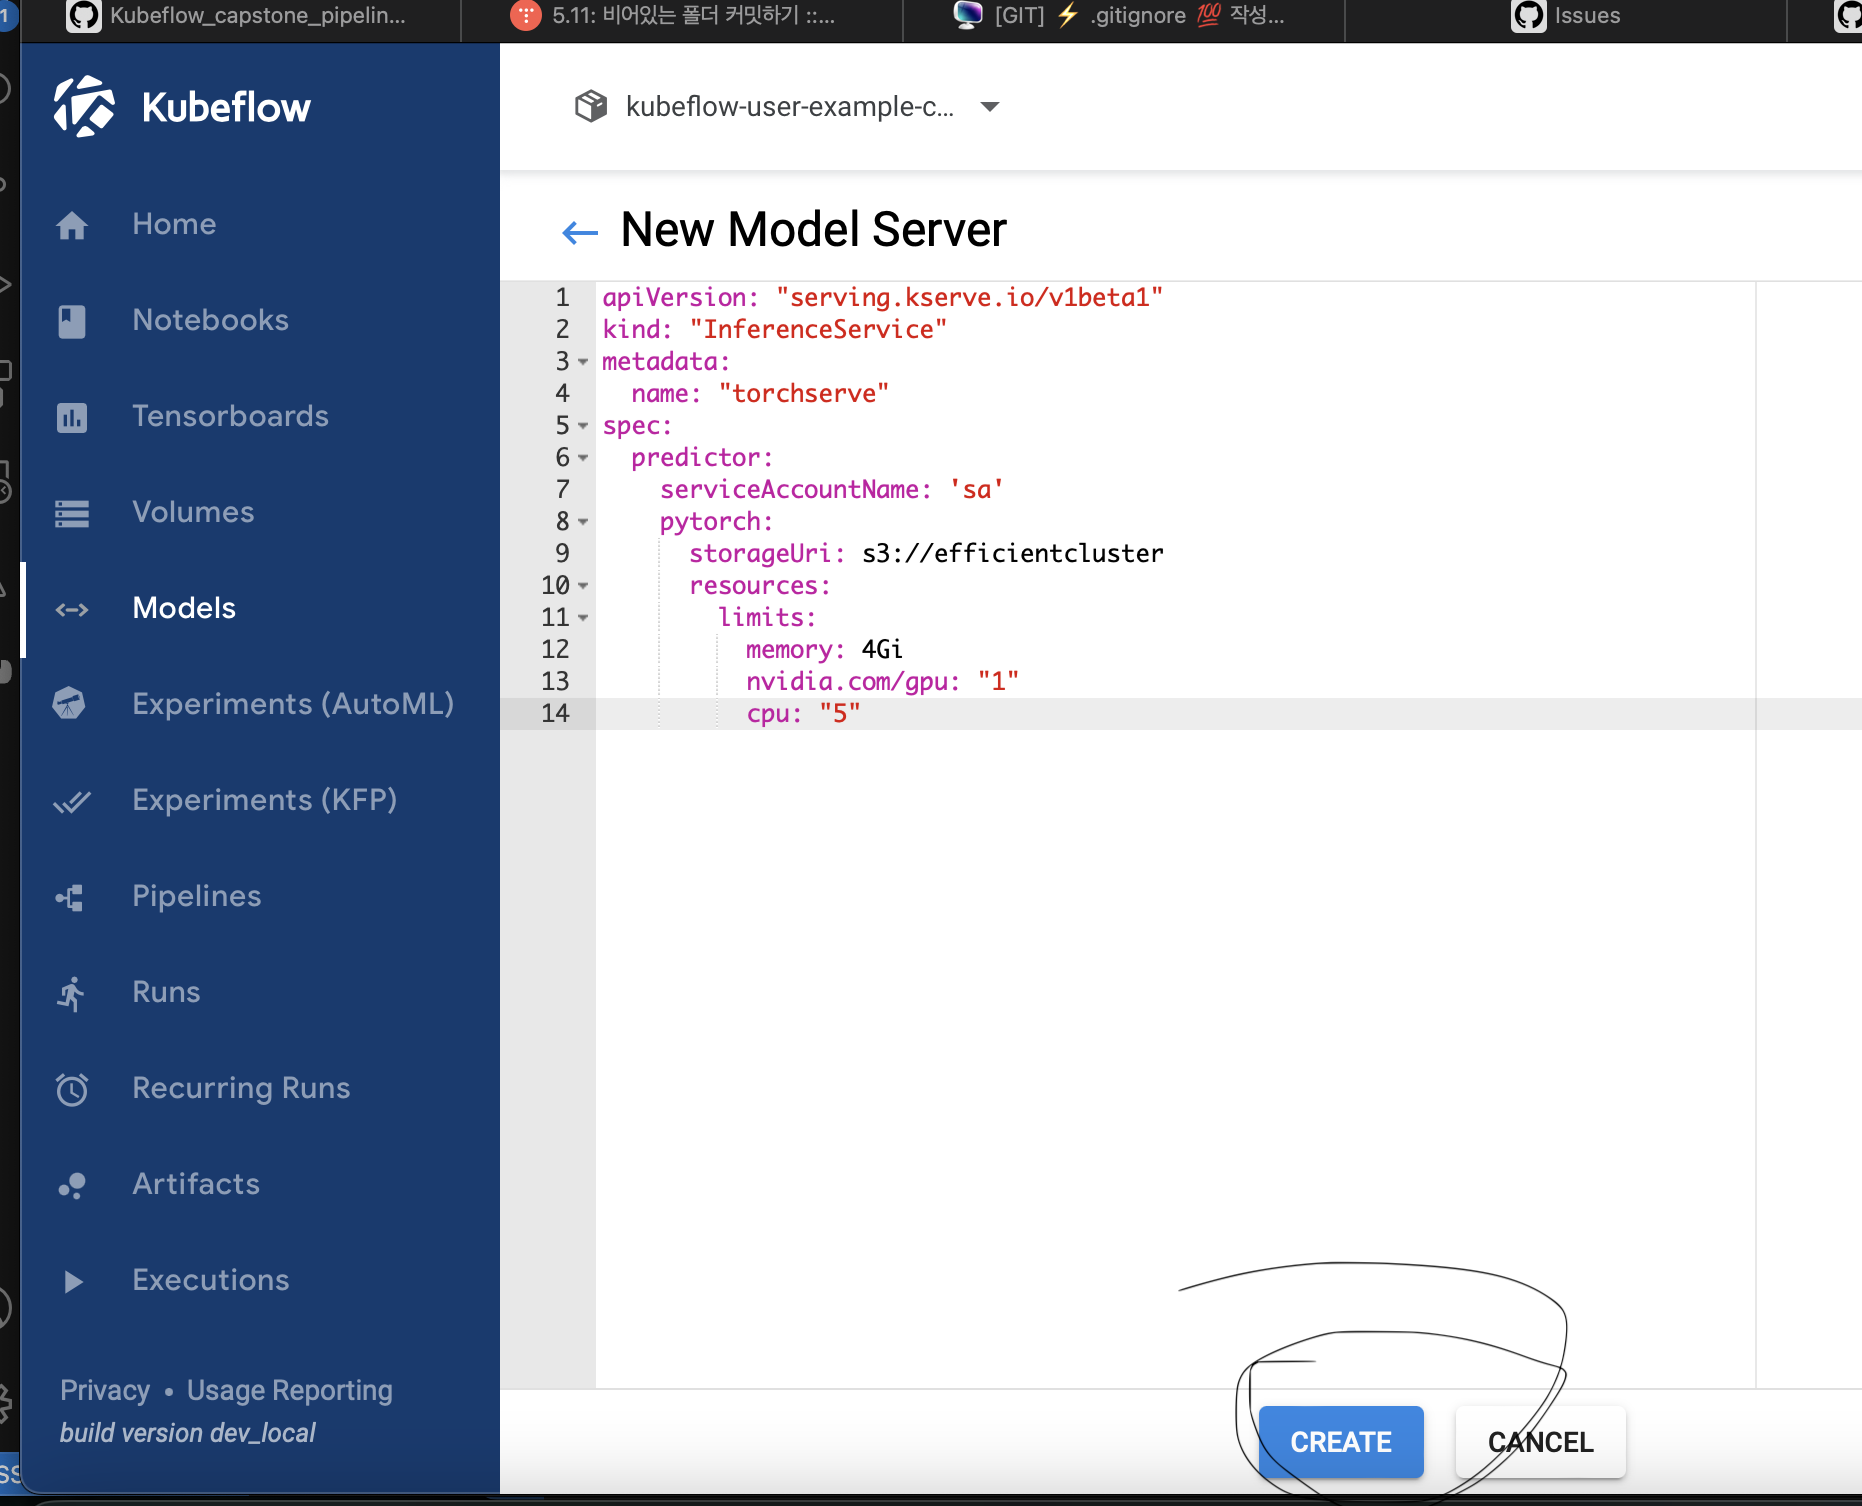 Kubeflow_capstone_pipelin...
5.11: 비어있는 폴더 커밋하기 ::...
[GIT] ⚡ .gitignore 💯 작성...
Issues
1
Kubeflow
kubeflow-user-example-c...
New Model Server
Home
Notebooks
Tensorboards
Volumes
Models
Experiments (AutoML)
Experiments (KFP)
Pipelines
Runs
Recurring Runs
Artifacts
Executions
Privacy • Usage Reporting
build version dev_local
1 apiVersion: "serving.kserve.io/v1beta1"
2 kind: "InferenceService"
3 metadata:
4 name: "torchserve"
5 spec:
6 predictor:
7 serviceAccountName: 'sa'
8 pytorch:
9 storageUri: s3://efficientcluster
10 resources:
11 limits:
12 memory: 4Gi
13 nvidia.com/gpu: "1"
14 cpu: "5"
CREATE
CANCEL